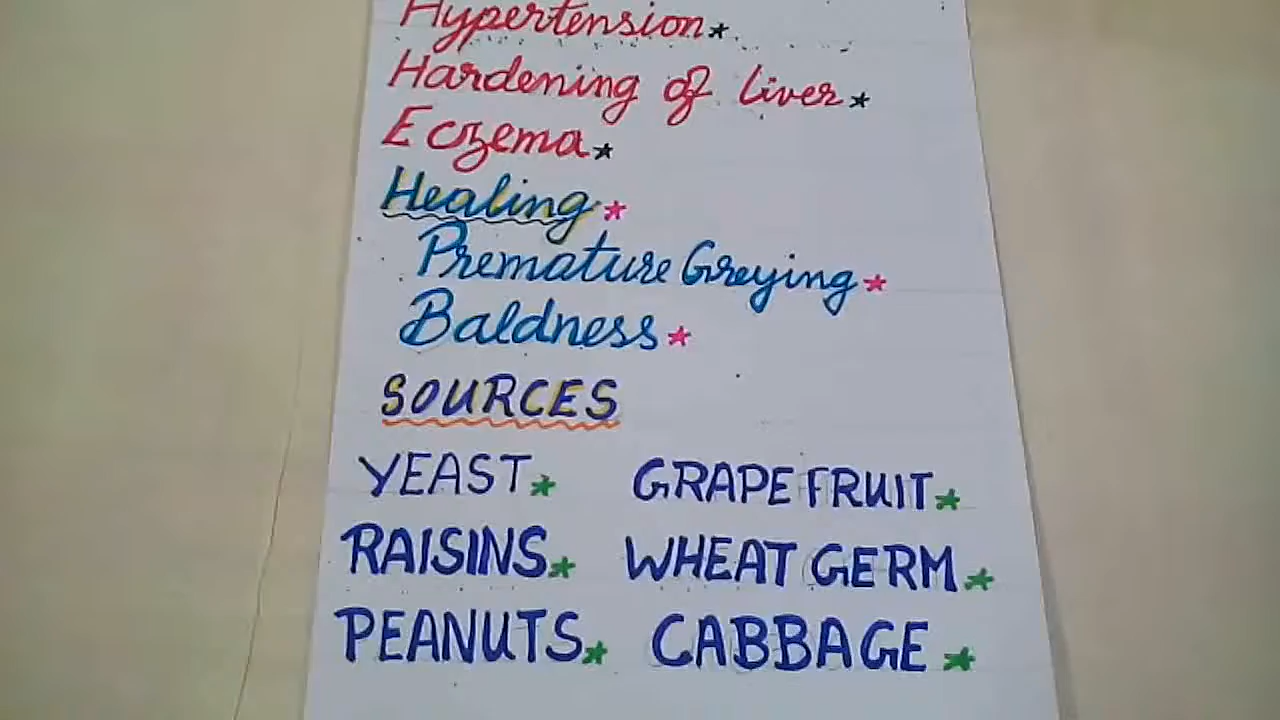 Hypertension
Hardening of Liver
Eczema
Healing
Premature Greying
Baldness
SOURCES
YEAST GRAPE FRUIT
RAISINS WHEAT GERM
PEANUTS CABBAGE